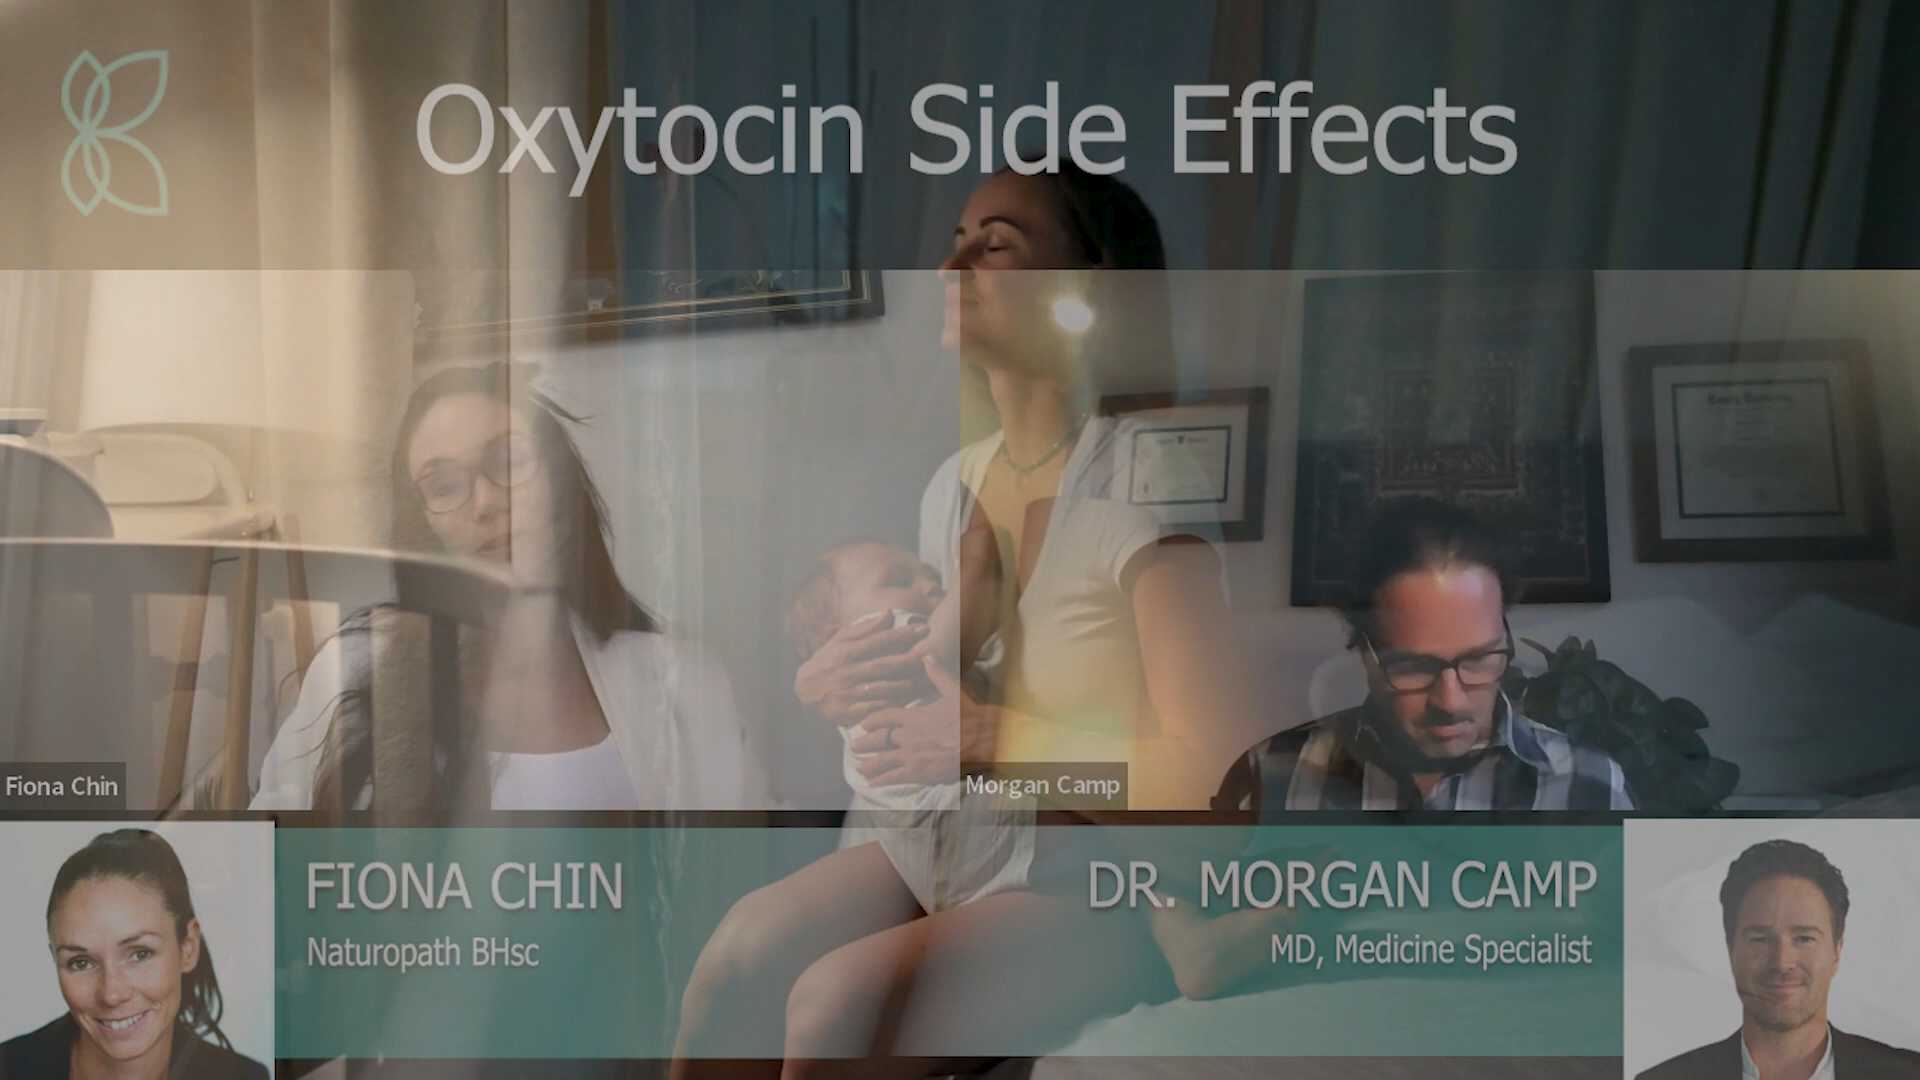 Oxytocin Side Effects
Fiona Chin
Morgan Camp
FIONA CHIN
Naturopath BHsc
DR. MORGAN CAMP
MD, Medicine Specialist